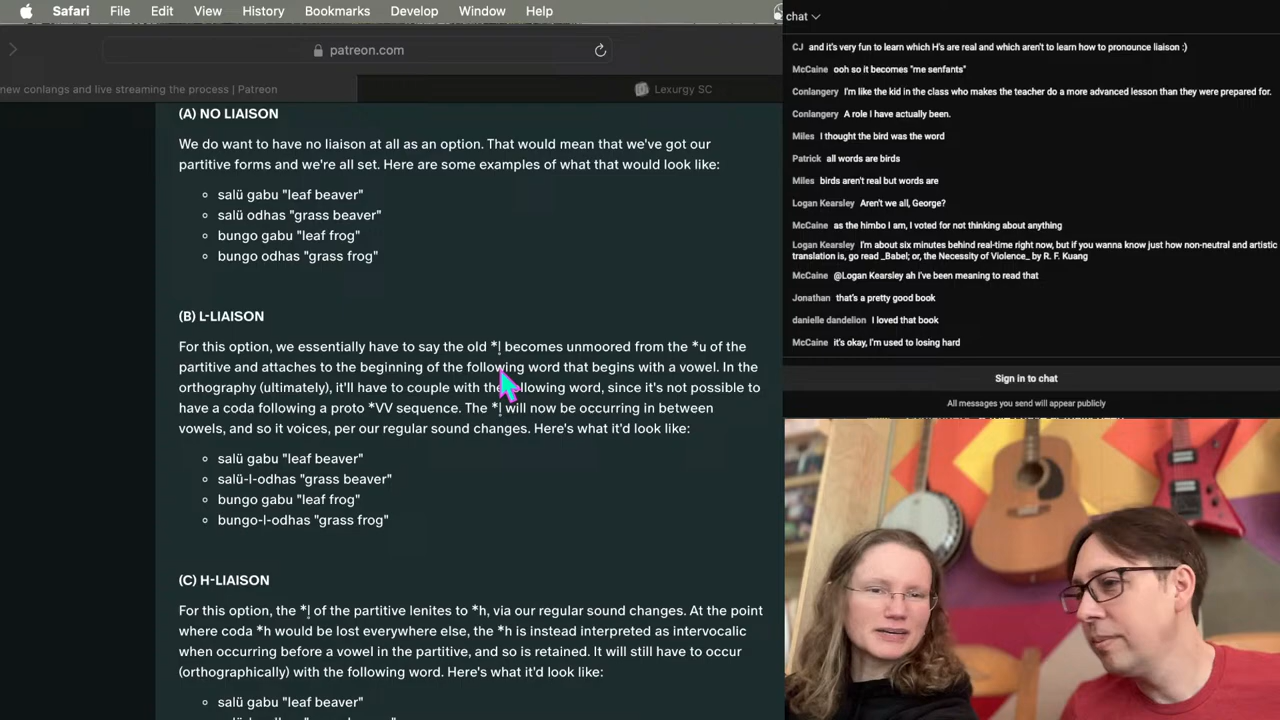 Safari File Edit View History Bookmarks Develop Window Help
patreon.com
new conlangs and live streaming the process | Patreon
Lexurgy SC
(A) NO LIAISON
We do want to have no liaison at all as an option. That would mean that we've got our
partitive forms and we're all set. Here are some examples of what that would look like:
salü gabu "leaf beaver"
salü odhas "grass beaver"
bungo gabu "leaf frog"
bungo odhas "grass frog"
(B) L-LIAISON
For this option, we essentially have to say the old *l̥ becomes unmoored from the *u of the
partitive and attaches to the beginning of the following word that begins with a vowel. In the
orthography (ultimately), it'll have to couple with the following word, since it's not possible to
have a coda following a proto *VV sequence. The *l̥ will now be occurring in between
vowels, and so it voices, per our regular sound changes. Here's what it'd look like:
salü gabu "leaf beaver"
salü-l-odhas "grass beaver"
bungo gabu "leaf frog"
bungo-l-odhas "grass frog"
(C) H-LIAISON
For this option, the *l̥ of the partitive lenites to *h, via our regular sound changes. At the point
where coda *h would be lost everywhere else, the *h is instead interpreted as intervocalic
when occurring before a vowel in the partitive, and so is retained. It will still have to occur
(orthographically) with the following word. Here's what it'd look like:
salü gabu "leaf beaver"
chat
CJ and it's very fun to learn which H's are real and which aren't to learn how to pronounce liaison :)
McCaine ooh so it becomes "me senfants"
Conlangery I'm like the kid in the class who makes the teacher do a more advanced lesson than they were prepared for.
Conlangery A role I have actually been.
Miles I thought the bird was the word
Patrick all words are birds
Miles birds aren't real but words are
Logan Kearsley Aren't we all, George?
McCaine as the himbo I am, I voted for not thinking about anything
Logan Kearsley I'm about six minutes behind real-time right now, but if you wanna know just how non-neutral and artistic
translation is, go read _Babel; or, the Necessity of Violence_ by R. F. Kuang
McCaine @Logan Kearsley ah I've been meaning to read that
Jonathan that's a pretty good book
danielle dandelion I loved that book
McCaine it's okay, I'm used to losing hard
Sign in to chat
All messages you send will appear publicly